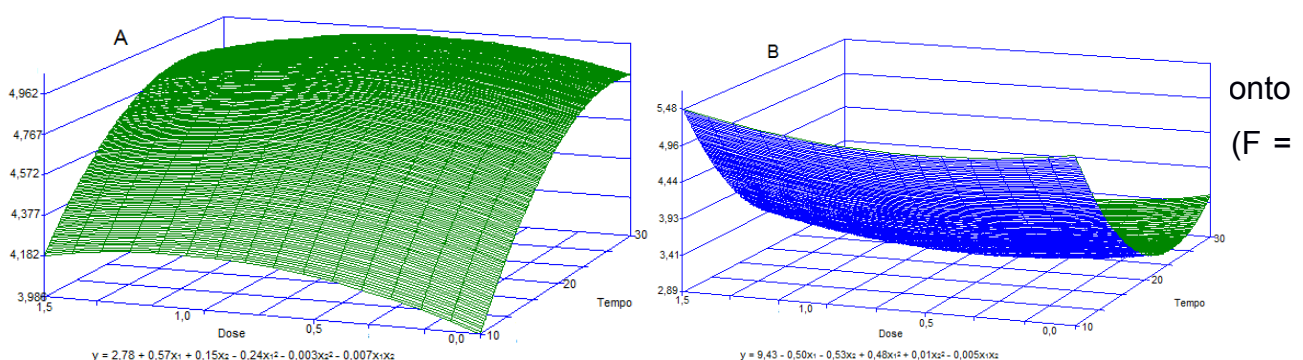 A
4,962
4,767
4,572
4,377
4,182
3,986
1,5
1,0
0,5
0,0
10
20
30
Dose
Tempo
y = 2,78 + 0,57x₁ + 0,15x₂ - 0,24x₁² - 0,003x₂² - 0,007x₁x₂
B
5,48
4,96
4,44
3,93
3,41
2,89
1,5
1,0
0,5
0,0
10
20
30
Dose
Tempo
y = 9,43 - 0,50x₁ - 0,53x₂ + 0,48x₁² + 0,01x₂² - 0,005x₁x₂
onto
(F =